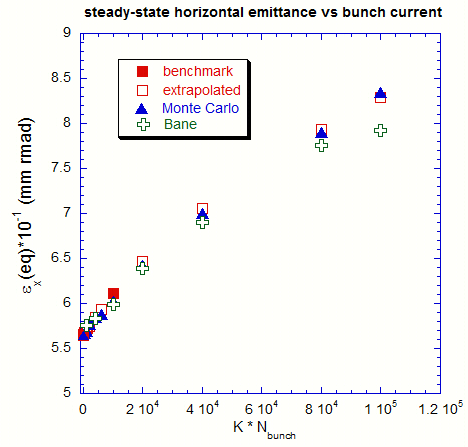 steady-state horizontal emittance vs bunch current
benchmark
extrapolated
Monte Carlo
Bane
εx(eq)*10⁻¹ (mm rmad)
9
8.5
8
7.5
7
6.5
6
5.5
5
0 2 10⁴ 4 10⁴ 6 10⁴ 8 10⁴ 1 10⁵ 1.2 10⁵
K * Nbunch